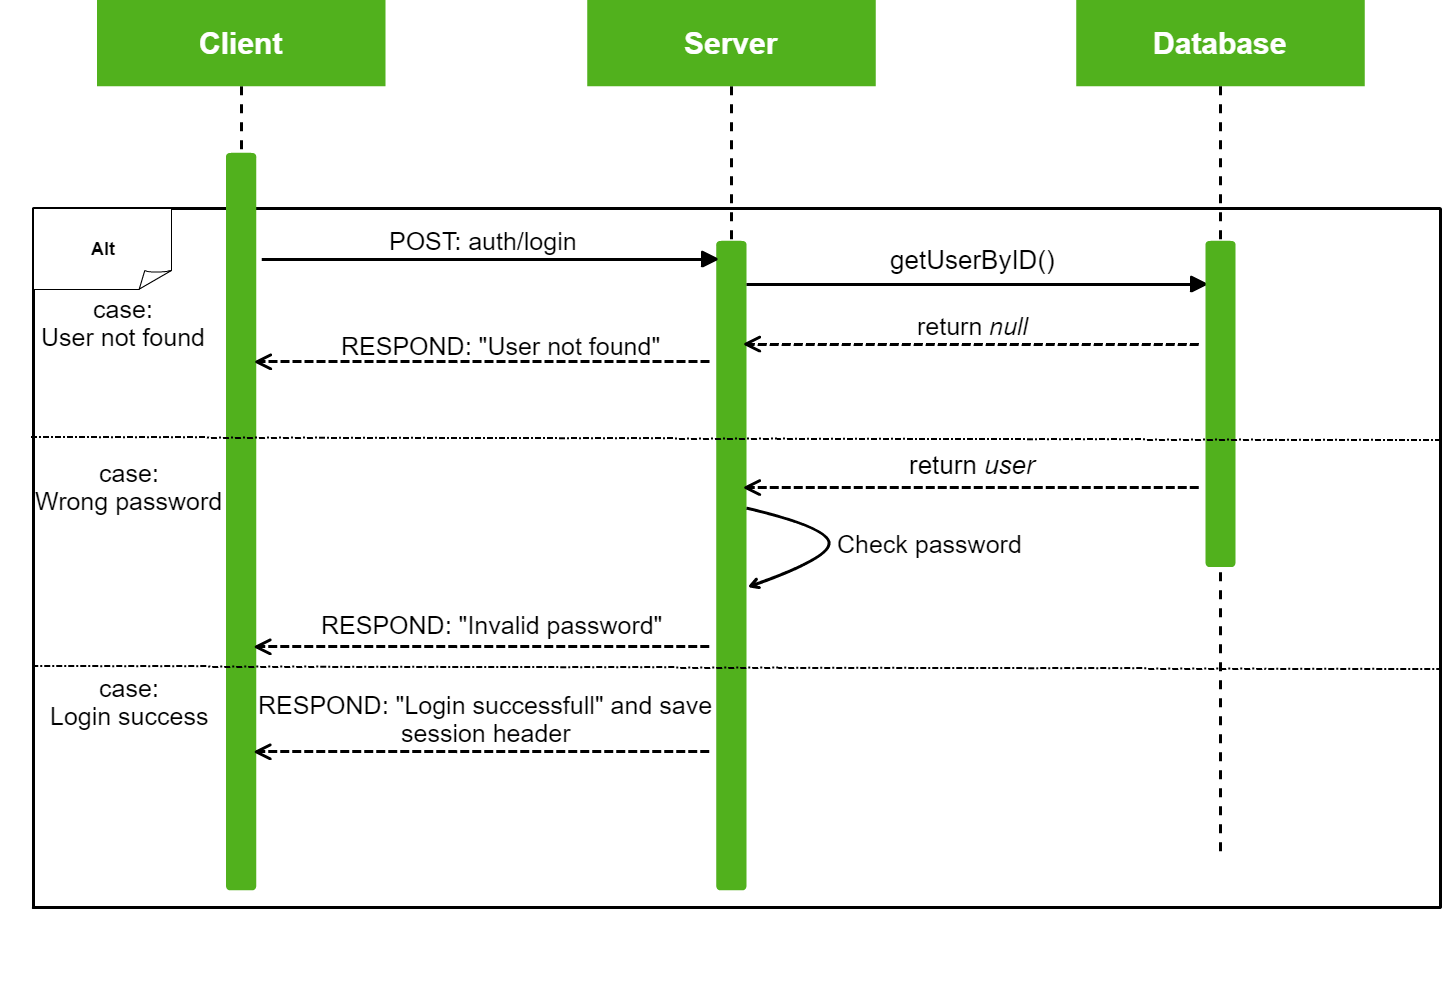 Client
Server
Database
Alt
POST: auth/login
getUserByID()
case:
User not found
return null
RESPOND: "User not found"
case:
Wrong password
return user
Check password
RESPOND: "Invalid password"
case:
Login success
RESPOND: "Login successfull" and save
session header